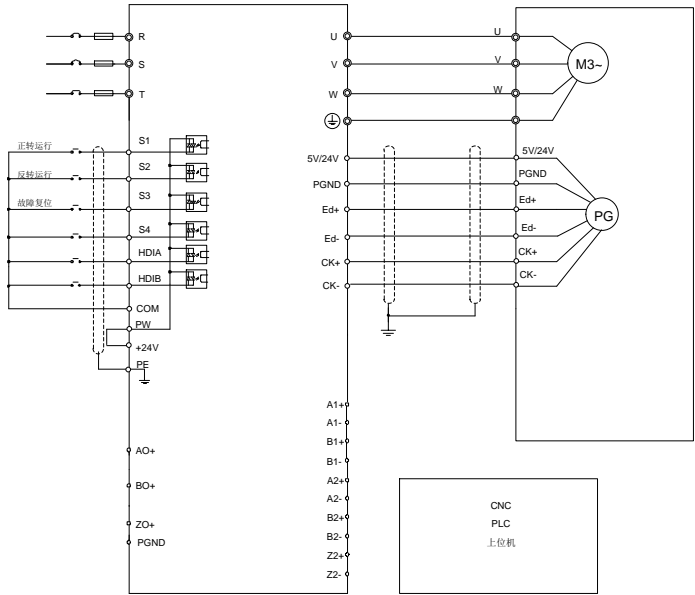 R
S
T
正转运行
S1
反转运行
S2
故障复位
S3
S4
HDIA
HDIB
COM
PW
+24V
PE
AO+
BO+
ZO+
PGND
U
V
W
5V/24V
PGND
Ed+
Ed-
CK+
CK-
A1+
A1-
B1+
B1-
A2+
A2-
B2+
B2-
Z2+
Z2-
U
V
W
M3~
5V/24V
PGND
Ed+
Ed-
CK+
CK-
PG
CNC
PLC
上位机